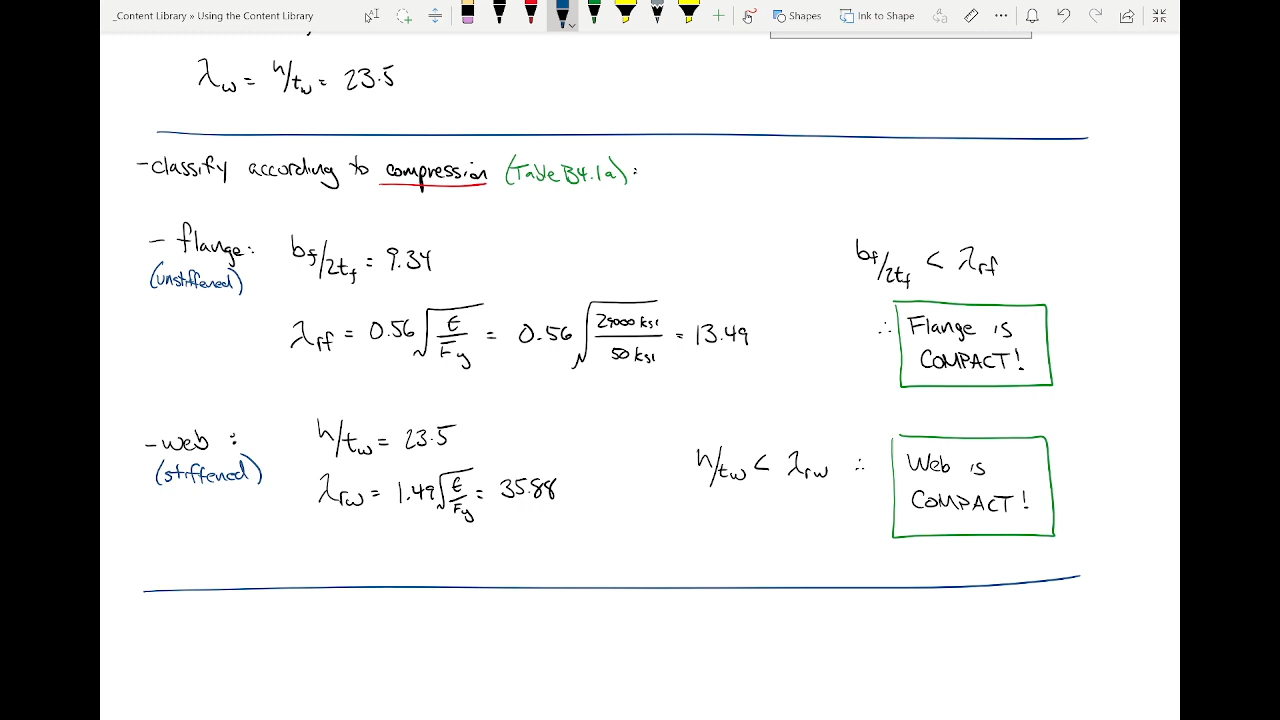 _Content Library » Using the Content Library
Shapes
Ink to Shape
λw = h/tw = 23.5
-classify according to compression (Table B4.1a):
- flange:
(unstiffened)
bf/2tf = 9.34
λrf = 0.56 √(E/Fy) = 0.56 √(29000 ksi/50 ksi) = 13.49
bf/2tf < λrf
∴ Flange is
COMPACT!
- web :
(stiffened)
h/tw = 23.5
λrw = 1.49 √(E/Fy) = 35.88
h/tw < λrw ∴
Web is
COMPACT!